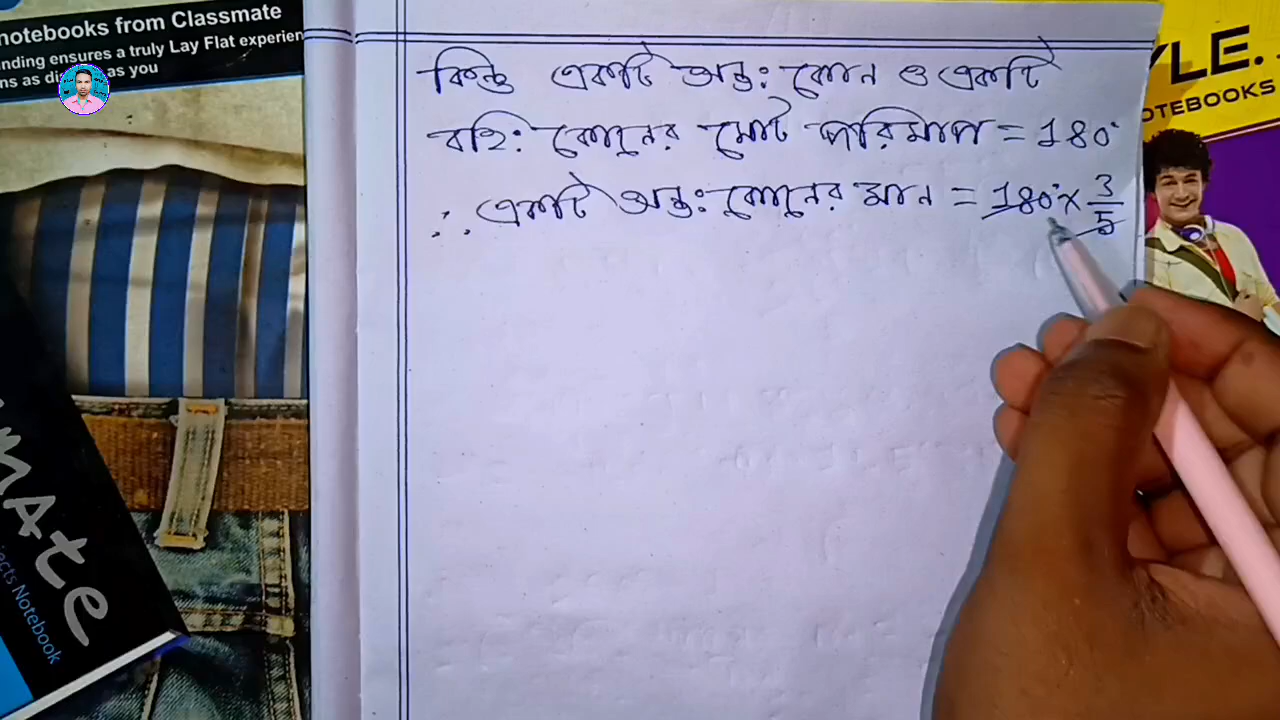 notebooks from Classmate
nding ensures a truly Lay Flat experien
ns as di as you
কিন্তু একটি অন্ত: কোন ও একটি
বহি: কোনের মোট পরিমাপ = 180°
∴ একটি অন্ত: কোনের মান = 180° × 3/5
YLE.
OTEBOOKS
mate
ects Notebook